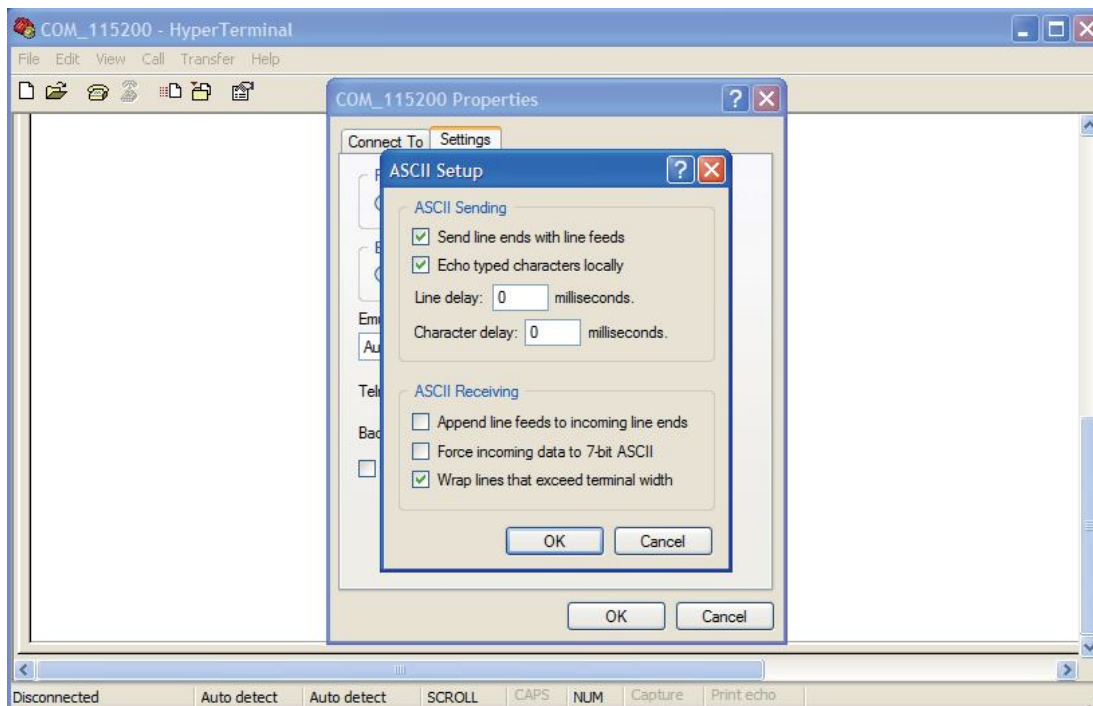 COM_115200 - HyperTerminal
File Edit View Call Transfer Help
COM_115200 Properties
Connect To Settings
ASCII Setup
ASCII Sending
Send line ends with line feeds
Echo typed characters locally
Line delay: 0 milliseconds.
Character delay: 0 milliseconds.
ASCII Receiving
Append line feeds to incoming line ends
Force incoming data to 7-bit ASCII
Wrap lines that exceed terminal width
OK Cancel
OK Cancel
Disconnected Auto detect Auto detect SCROLL CAPS NUM Capture Print echo